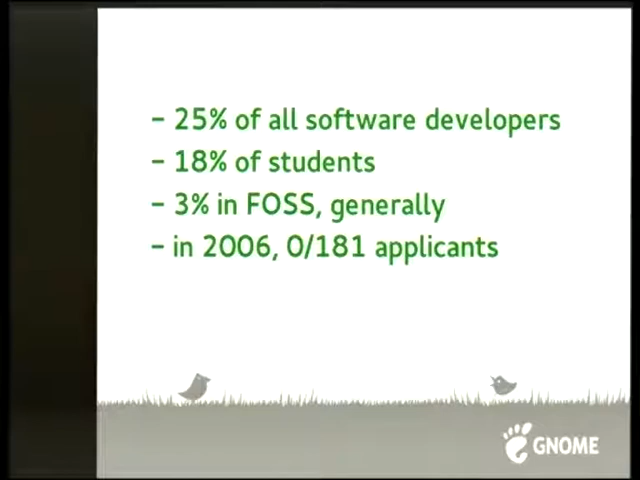 – 25% of all software developers
– 18% of students
– 3% in FOSS, generally
– in 2006, 0/181 applicants
GNOME